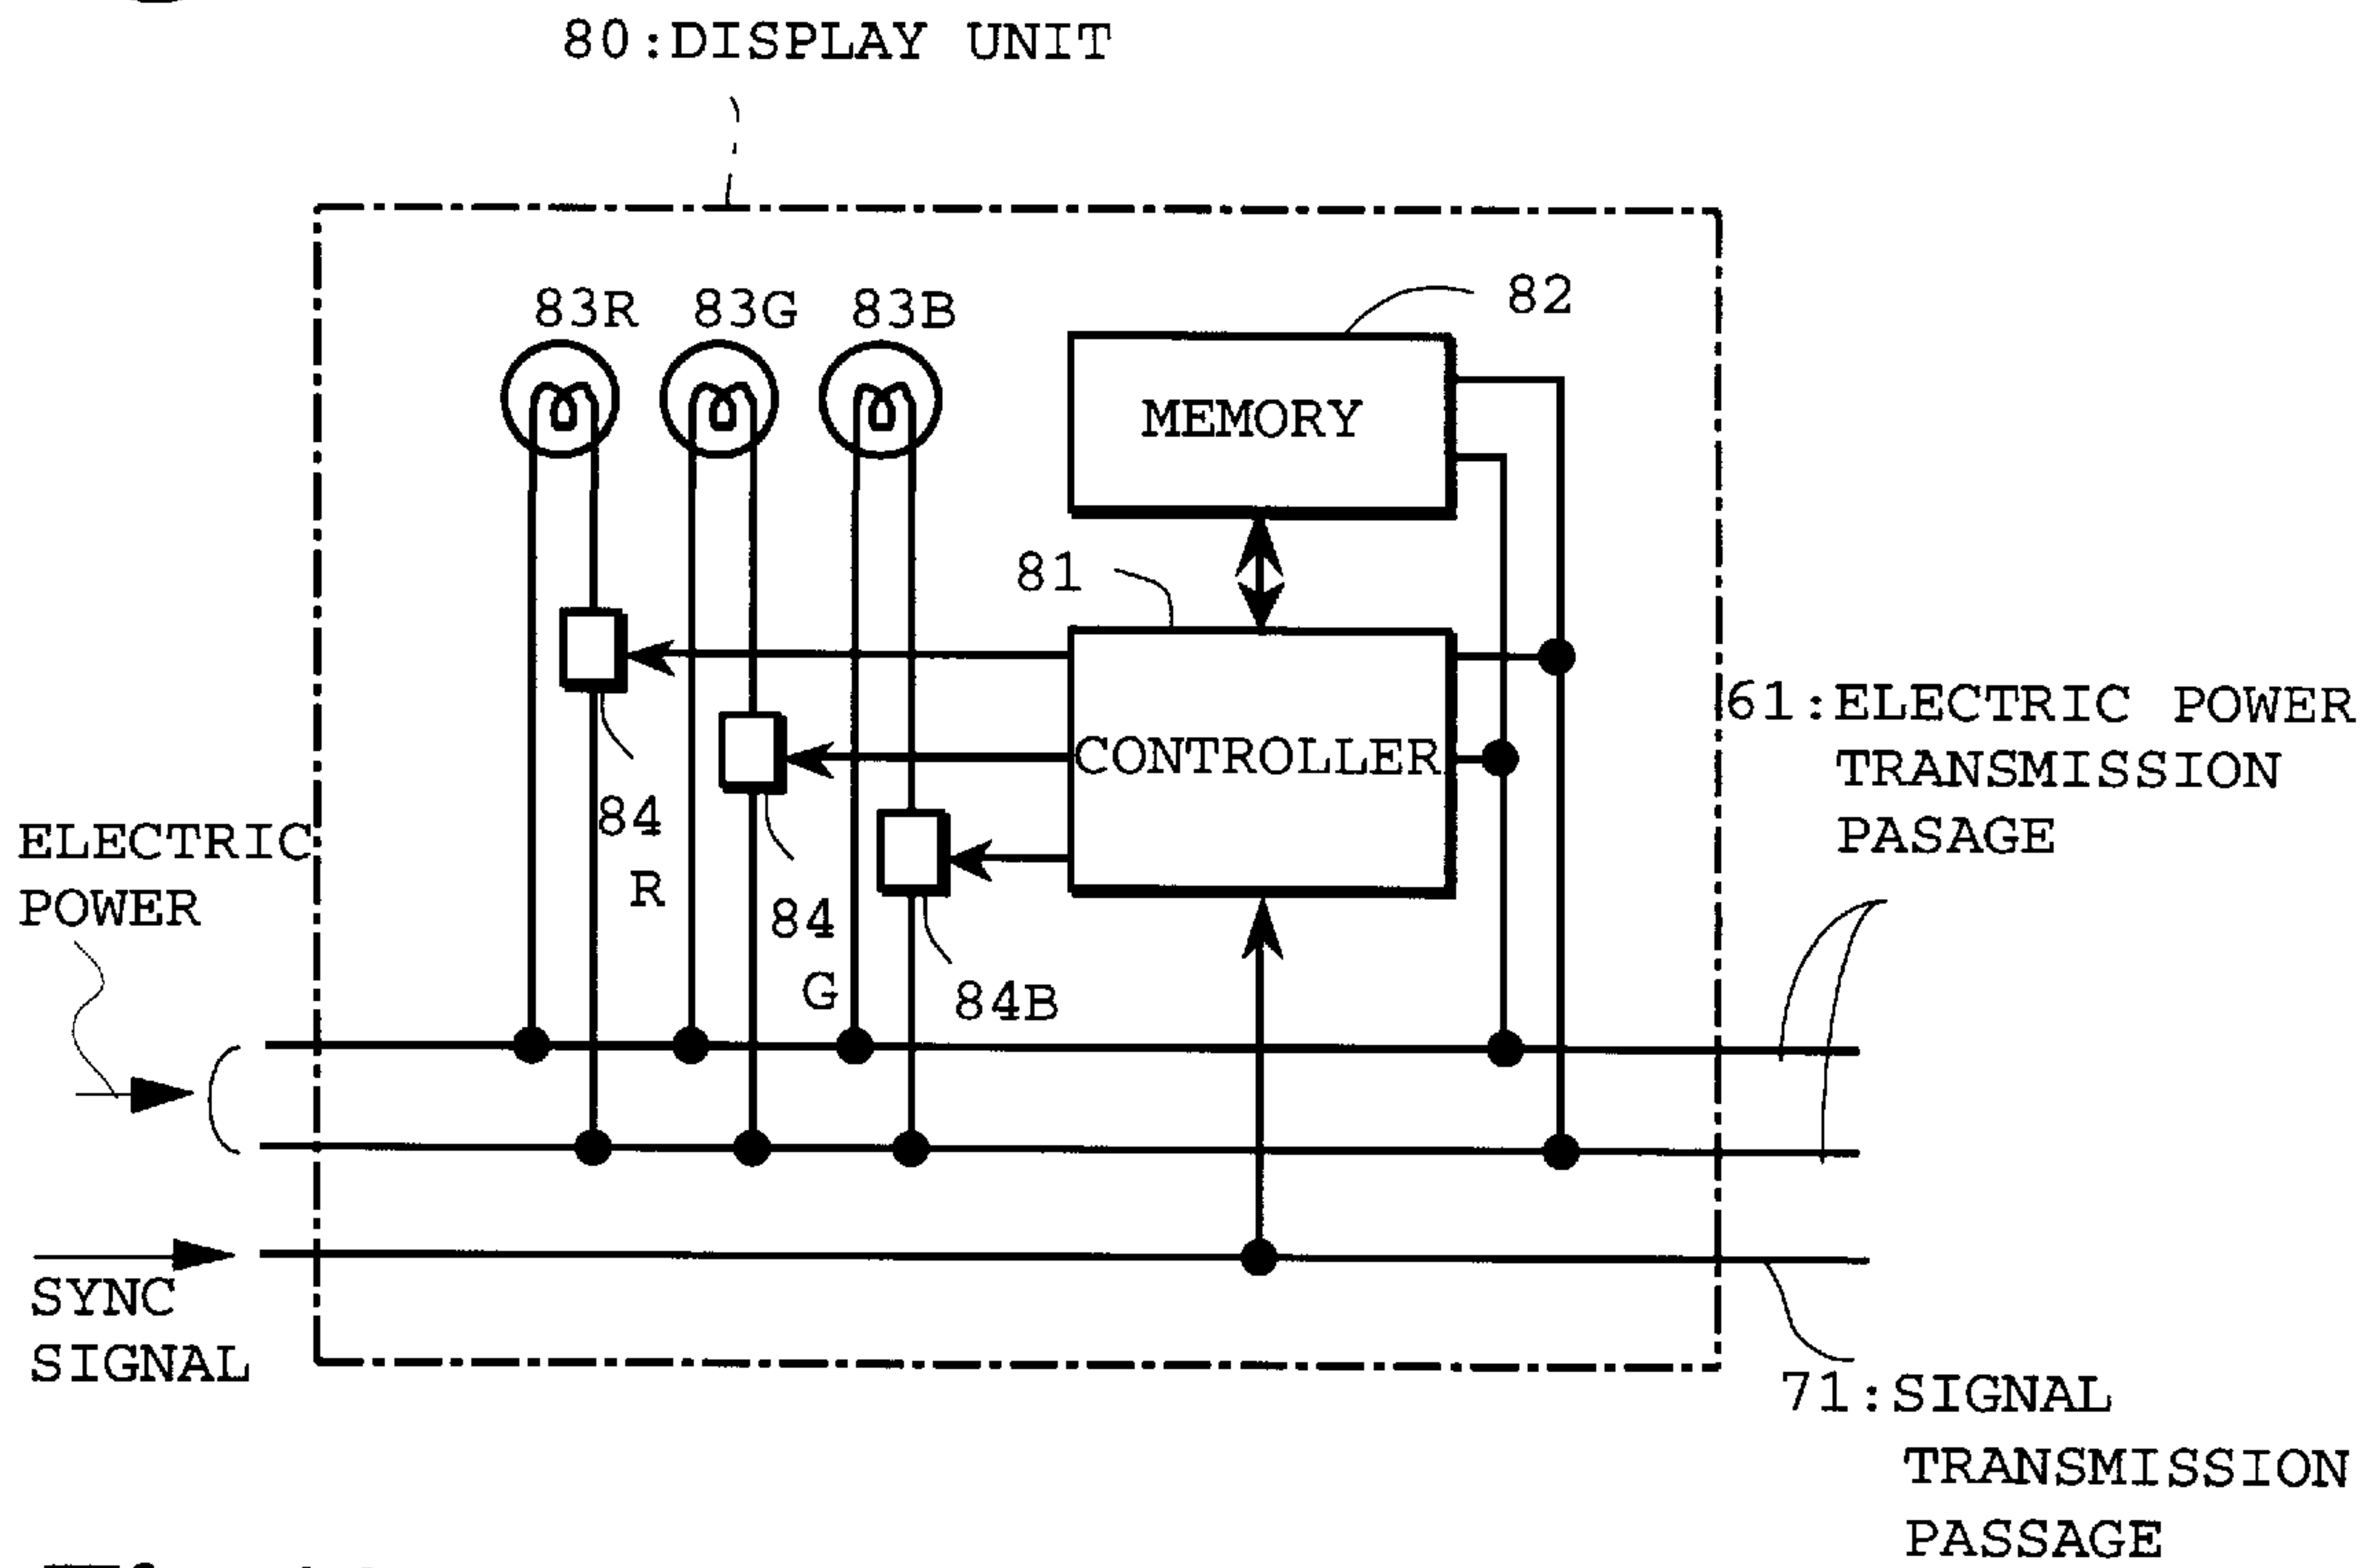 80:DISPLAY UNIT
83R 83G 83B
82
MEMORY
81
CONTROLLER
61:ELECTRIC POWER
TRANSMISSION
PASAGE
84
R
84
G
84B
ELECTRIC
POWER
SYNC
SIGNAL
71:SIGNAL
TRANSMISSION
PASSAGE